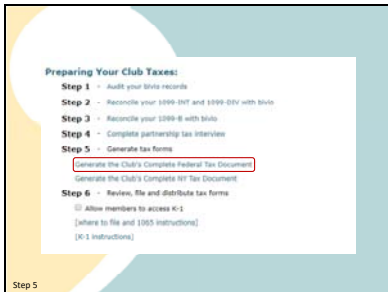 Preparing Your Club Taxes:
Step 1 - Audit your bivio records
Step 2 - Reconcile your 1099-INT and 1099-DIV with bivio
Step 3 - Reconcile your 1099-B with bivio
Step 4 - Complete partnership tax interview
Step 5 - Generate tax forms
Generate the Club's Complete Federal Tax Document
Generate the Club's Complete NY Tax Document
Step 6 - Review, file and distribute tax forms
Allow members to access K-1
[where to file and 1065 instructions]
[K-1 instructions]
Step 5